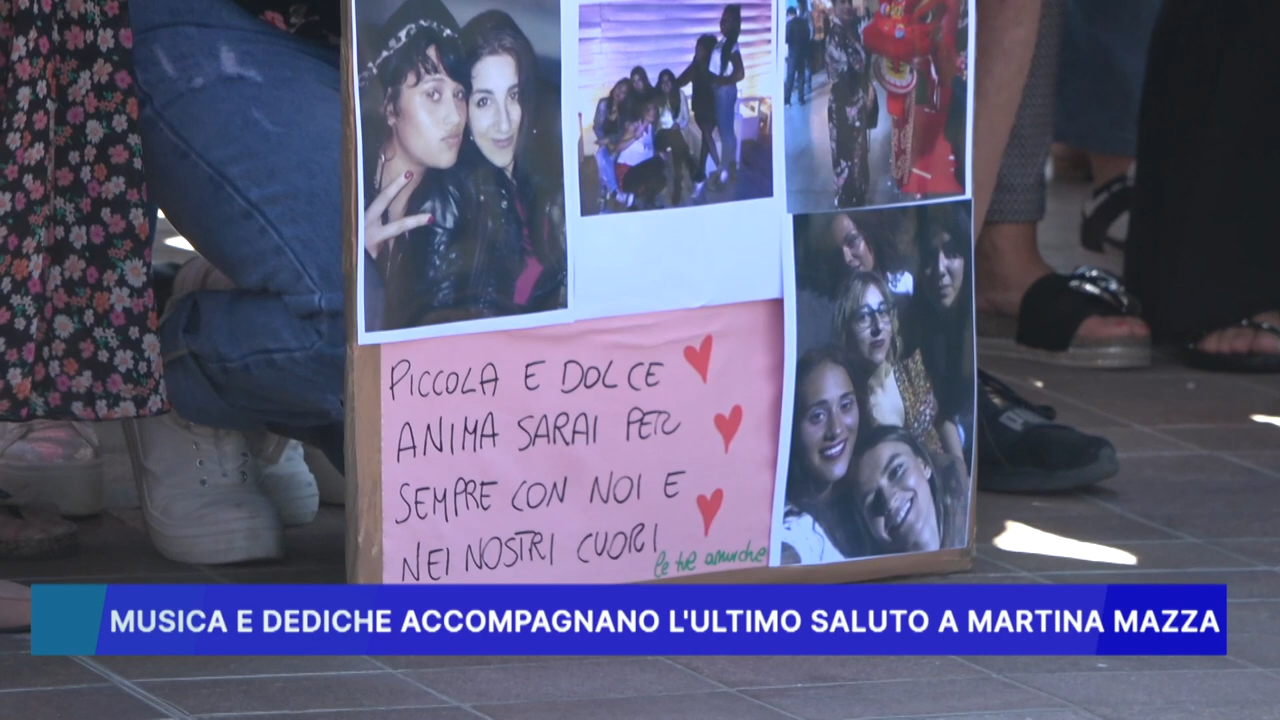 PICCOLA E DOLCE
ANIMA SARAI PER
SEMPRE CON NOI E
NEI NOSTRI CUORI
le tue amiche
MUSICA E DEDICHE ACCOMPAGNANO L'ULTIMO SALUTO A MARTINA MAZZA